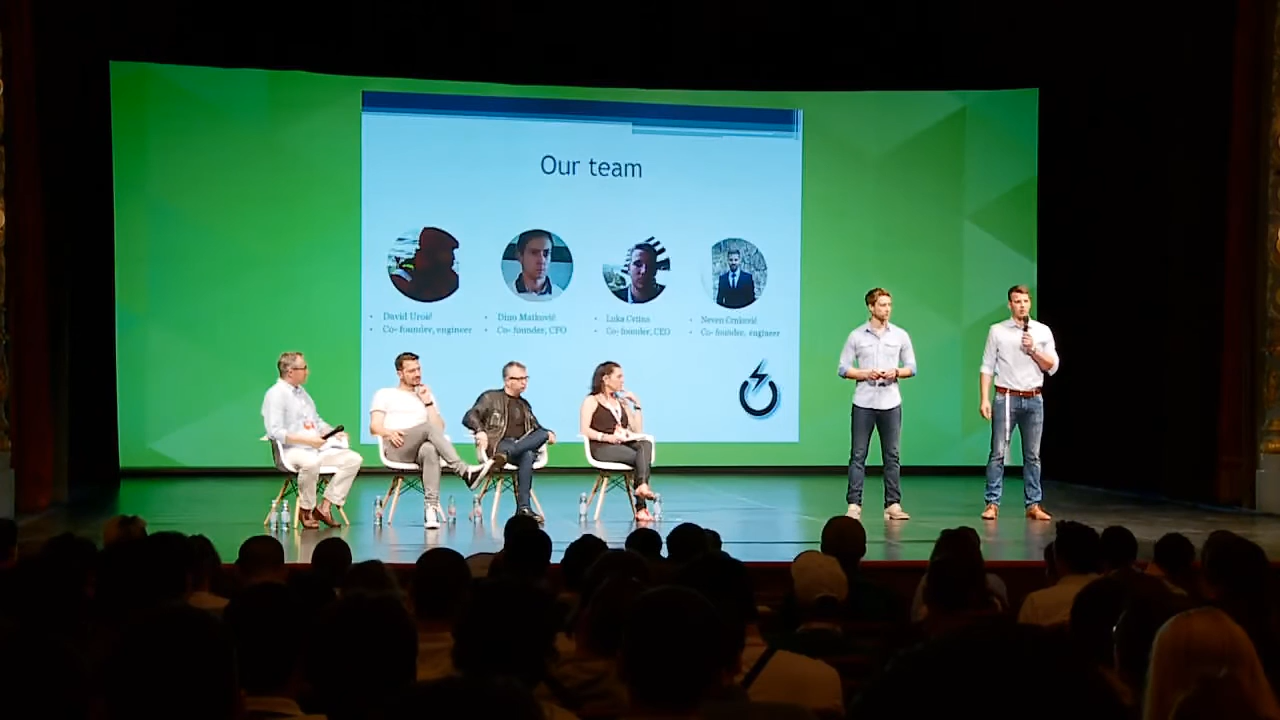 Our team
• David Uroić
• Co- founder, engineer
• Dino Matković
• Co- founder, CFO
• Luka Cetina
• Co- founder, CEO
• Neven Crnković
• Co- founder, engineer